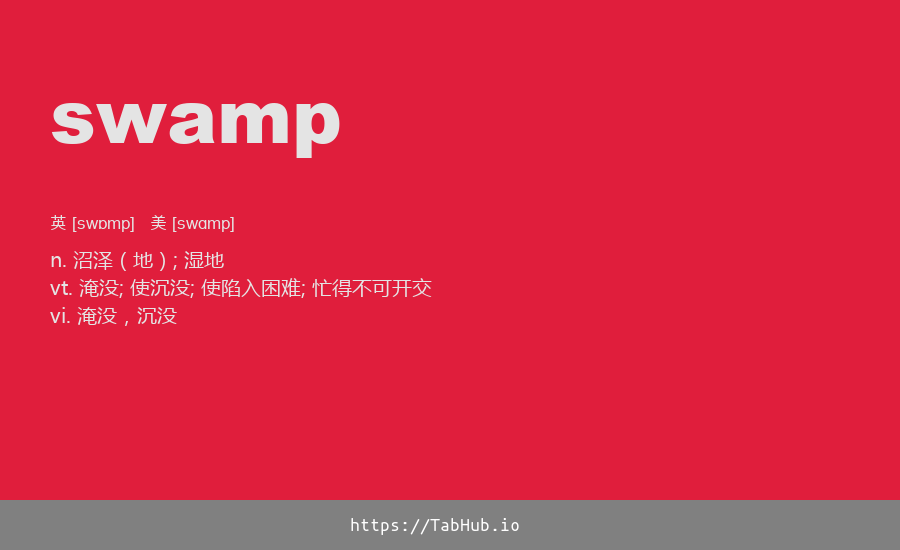 swamp
英 [swɒmp] 美 [swɑmp]
n. 沼泽（地）; 湿地
vt. 淹没; 使沉没; 使陷入困难; 忙得不可开交
vi. 淹没，沉没
https://TabHub.io